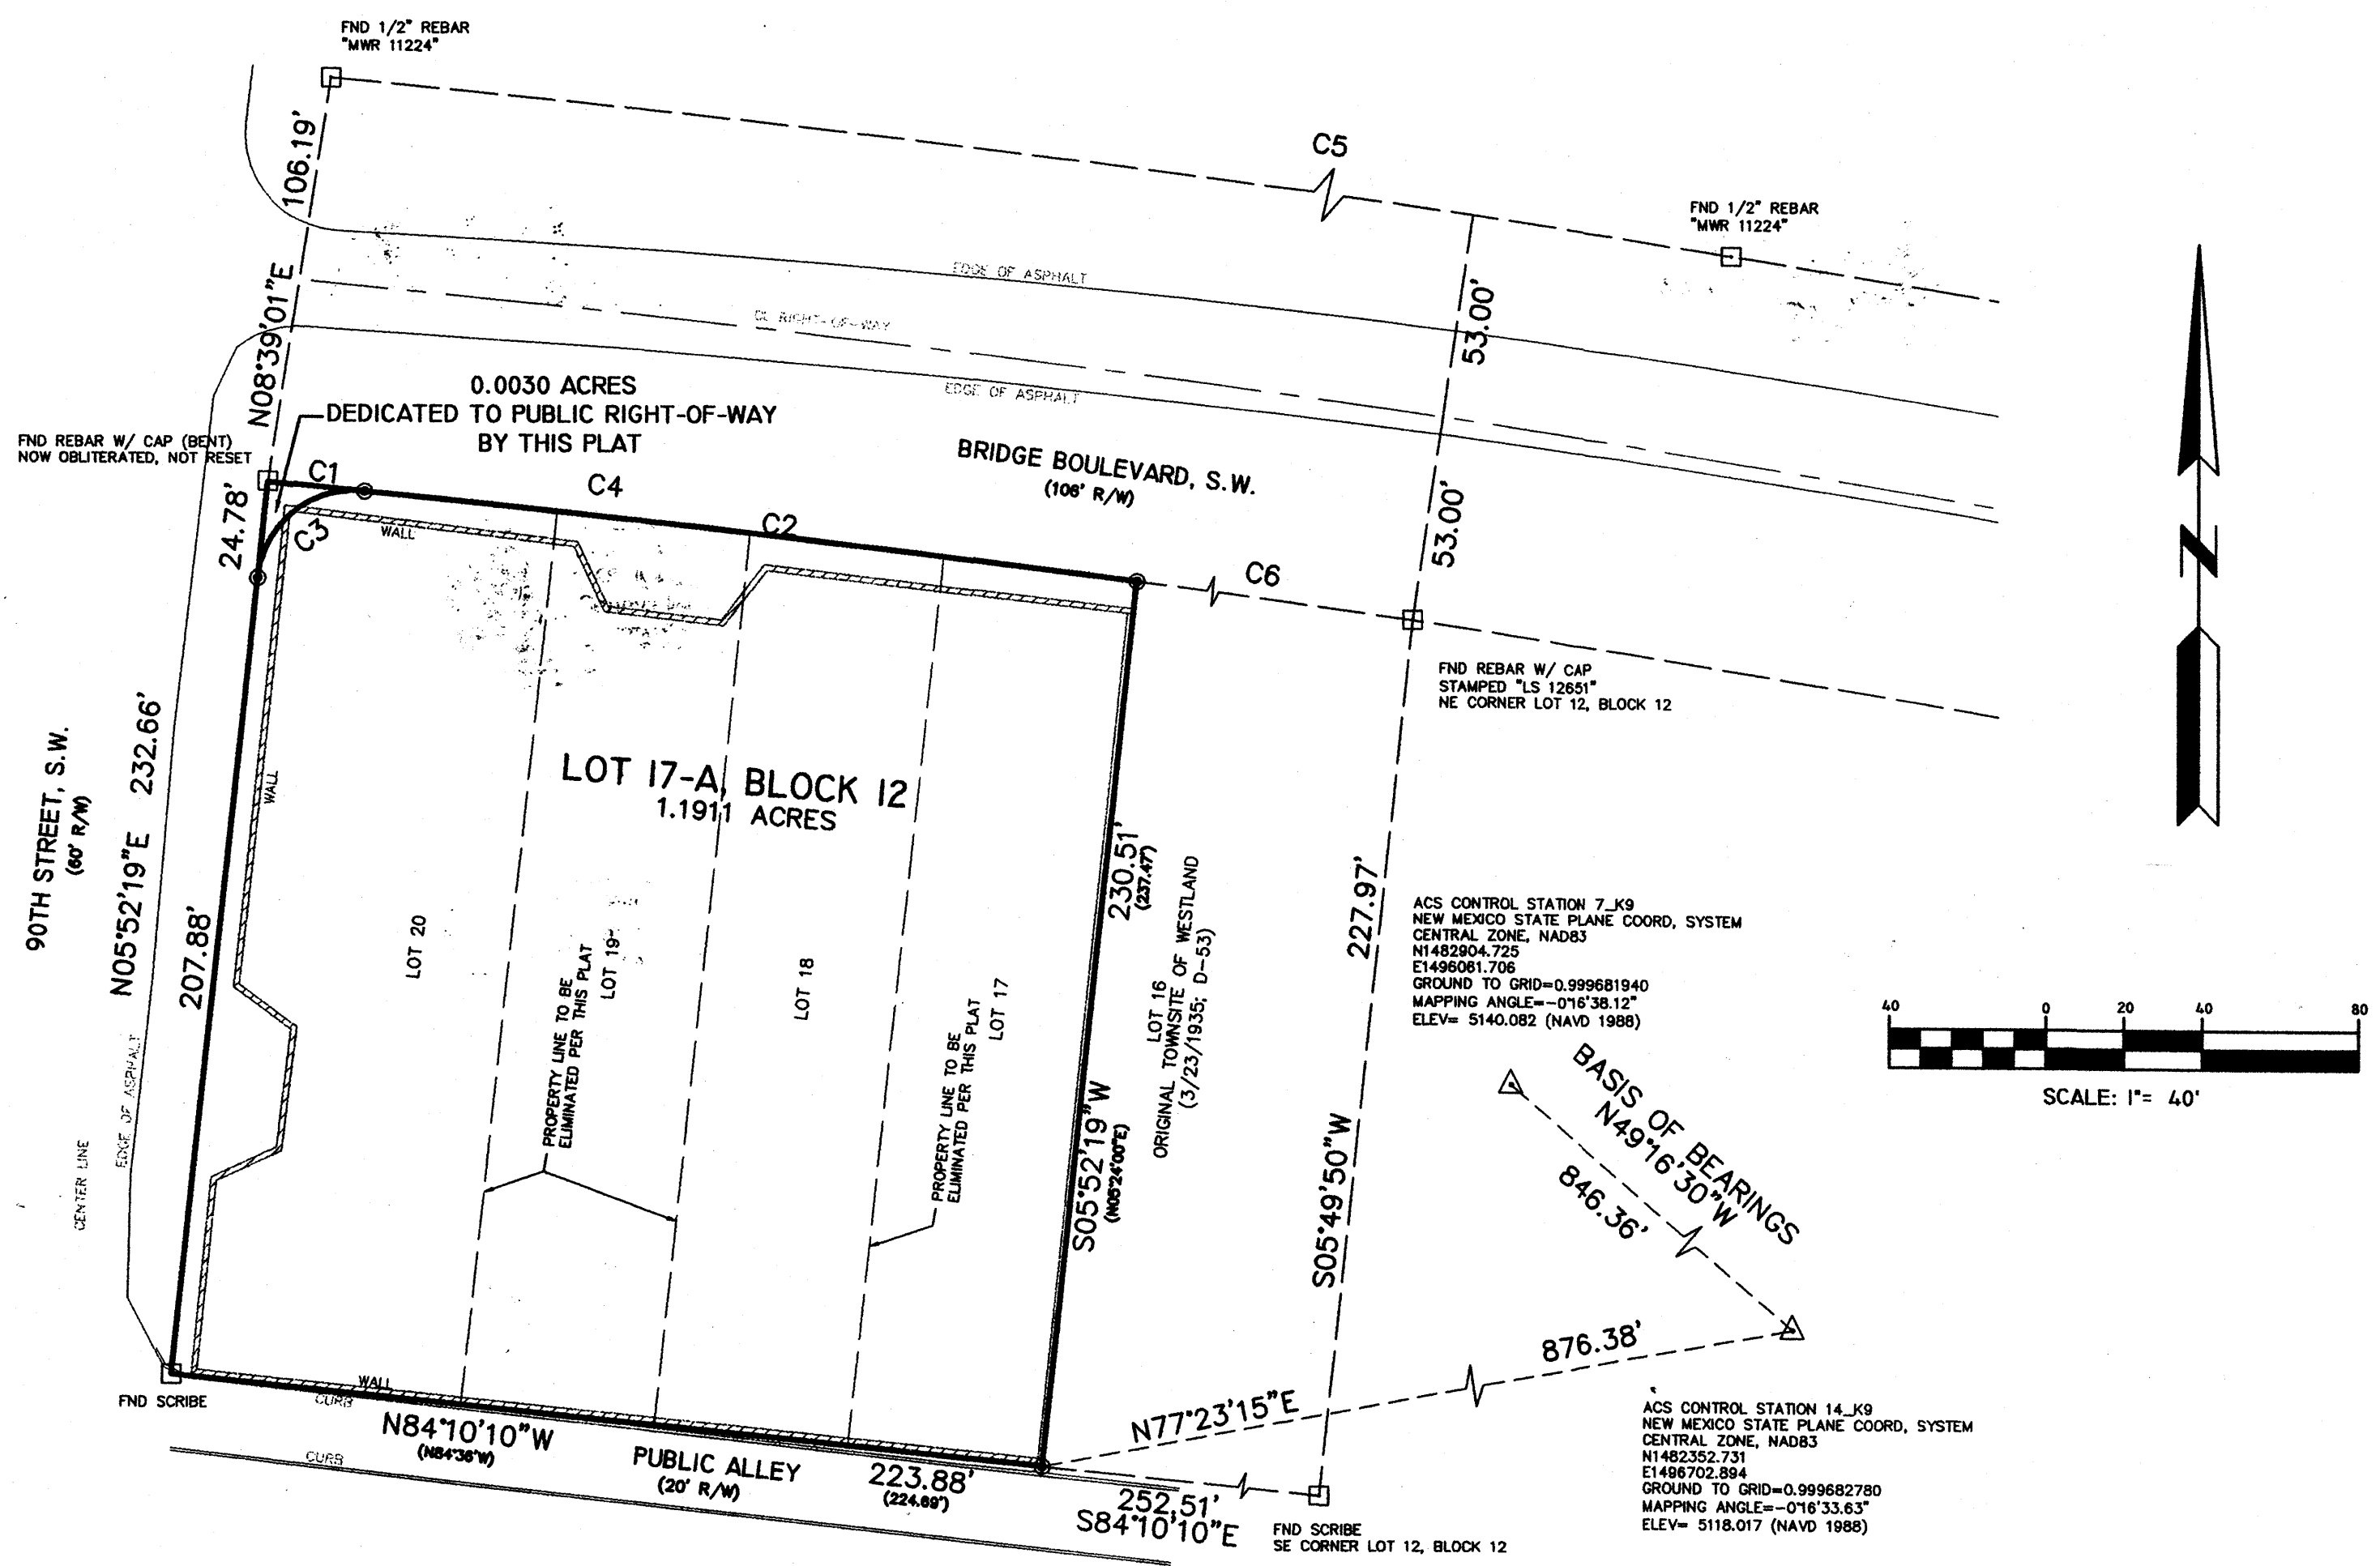 FND 1/2" REBAR
"MWR 11224"
106.19'
N08°39'01"E
C5
FND 1/2" REBAR
"MWR 11224"
EDGE OF ASPHALT
CL RIGHT-OF-WAY
EDGE OF ASPHALT
53.00'
53.00'
0.0030 ACRES
DEDICATED TO PUBLIC RIGHT-OF-WAY
BY THIS PLAT
FND REBAR W/ CAP (BENT)
NOW OBLITERATED, NOT RESET
BRIDGE BOULEVARD, S.W.
(106' R/W)
C1
C4
C2
C3
C6
24.78'
WALL
FND REBAR W/ CAP
STAMPED "LS 12651"
NE CORNER LOT 12, BLOCK 12
N
90TH STREET, S.W.
(60' R/W)
N05°52'19"E 232.66'
207.88'
WALL
EDGE OF ASPHALT
CENTER LINE
LOT 17-A, BLOCK 12
1.1911 ACRES
LOT 20
LOT 19
LOT 18
LOT 17
PROPERTY LINE TO BE
ELIMINATED PER THIS PLAT
PROPERTY LINE TO BE
ELIMINATED PER THIS PLAT
230.51'
(237.47')
S05°52'19"W
(N05°24'00"E)
LOT 16
ORIGINAL TOWNSITE OF WESTLAND
(3/23/1935; D-53)
227.97'
S05°49'50"W
ACS CONTROL STATION 7_K9
NEW MEXICO STATE PLANE COORD, SYSTEM
CENTRAL ZONE, NAD83
N1482904.725
E1496061.706
GROUND TO GRID=0.999681940
MAPPING ANGLE=-0°16'38.12"
ELEV= 5140.082 (NAVD 1988)
40 0 20 40 80
SCALE: 1"= 40'
BASIS OF BEARINGS
N49°16'30"W
846.36'
876.38'
N77°23'15"E
FND SCRIBE
WALL
CURB
N84°10'10"W
(N84°36'W)
CURB
PUBLIC ALLEY
(20' R/W)
223.88'
(224.69')
252.51'
S84°10'10"E
FND SCRIBE
SE CORNER LOT 12, BLOCK 12
ACS CONTROL STATION 14_K9
NEW MEXICO STATE PLANE COORD, SYSTEM
CENTRAL ZONE, NAD83
N1482352.731
E1496702.894
GROUND TO GRID=0.999682780
MAPPING ANGLE=-0°16'33.63"
ELEV= 5118.017 (NAVD 1988)